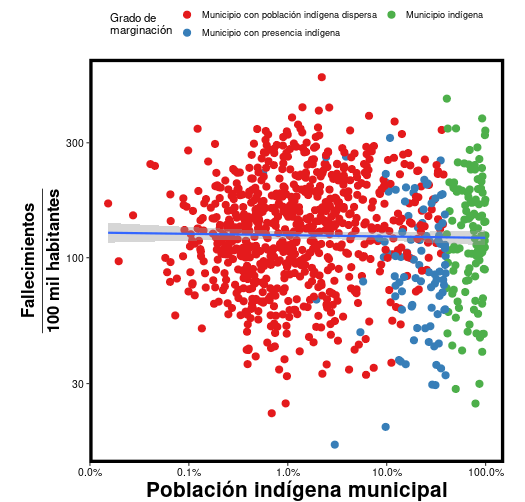 Grado de
marginación
Municipio con población indígena dispersa
Municipio indígena
Municipio con presencia indígena
Fallecimientos
100 mil habitantes
300
100
30
0.0%
0.1%
1.0%
10.0%
100.0%
Población indígena municipal